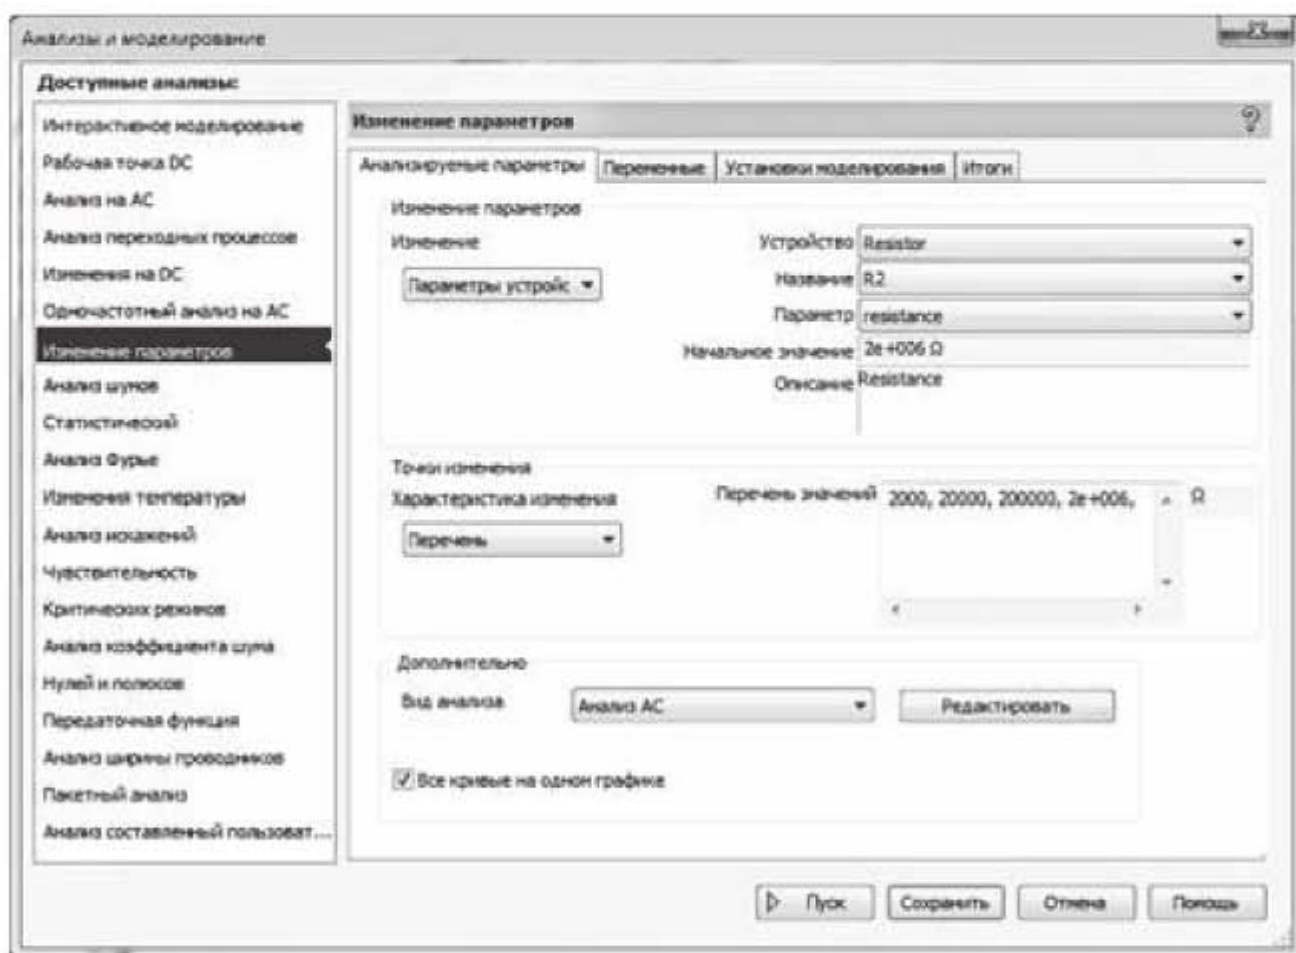 Анализы и моделирование
Доступные анализы:
Интерактивное моделирование
Рабочая точка DC
Анализ на AC
Анализ переходных процессов
Изменения на DC
Одночастотный анализ на AC
Изменение параметров
Анализ шумов
Статистический
Анализ Фурье
Изменения температуры
Анализ искажений
Чувствительность
Критических режимов
Анализ коэффициента шума
Нулей и полюсов
Передаточная функция
Анализ ширины проводников
Пакетный анализ
Анализ составленный пользоват...
Изменение параметров
?
Анализируемые параметры Переменные Установки моделирования Итоги
Изменение параметров
Изменение
Параметры устройс
Устройство Resistor
Название R2
Параметр resistance
Начальное значение 2e+006 Ω
Описание Resistance
Точки изменения
Характеристика изменения
Перечень
Перечень значений 2000, 20000, 200000, 2e+006, Ω
Дополнительно
Вид анализа Анализ AC Редактировать
Все кривые на одном графике
Пуск Сохранить Отмена Помощь